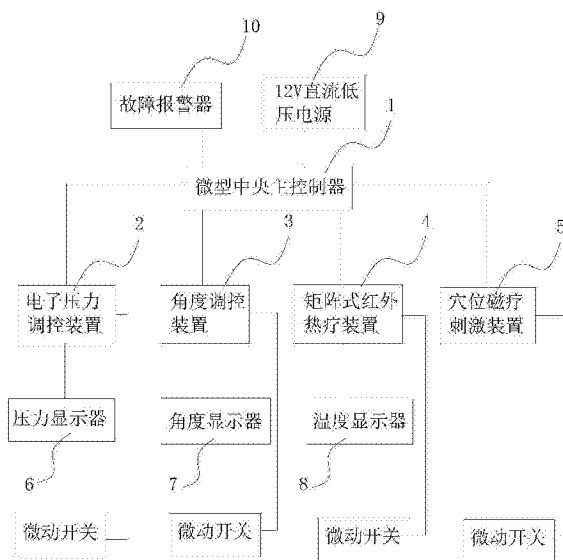 10
9
故障报警器
12V直流低
压电源
1
微型中央主控制器
2
3
4
5
电子压力
调控装置
角度调控
装置
矩阵式红外
热疗装置
穴位磁疗
刺激装置
压力显示器
角度显示器
温度显示器
6
7
8
微动开关
微动开关
微动开关
微动开关